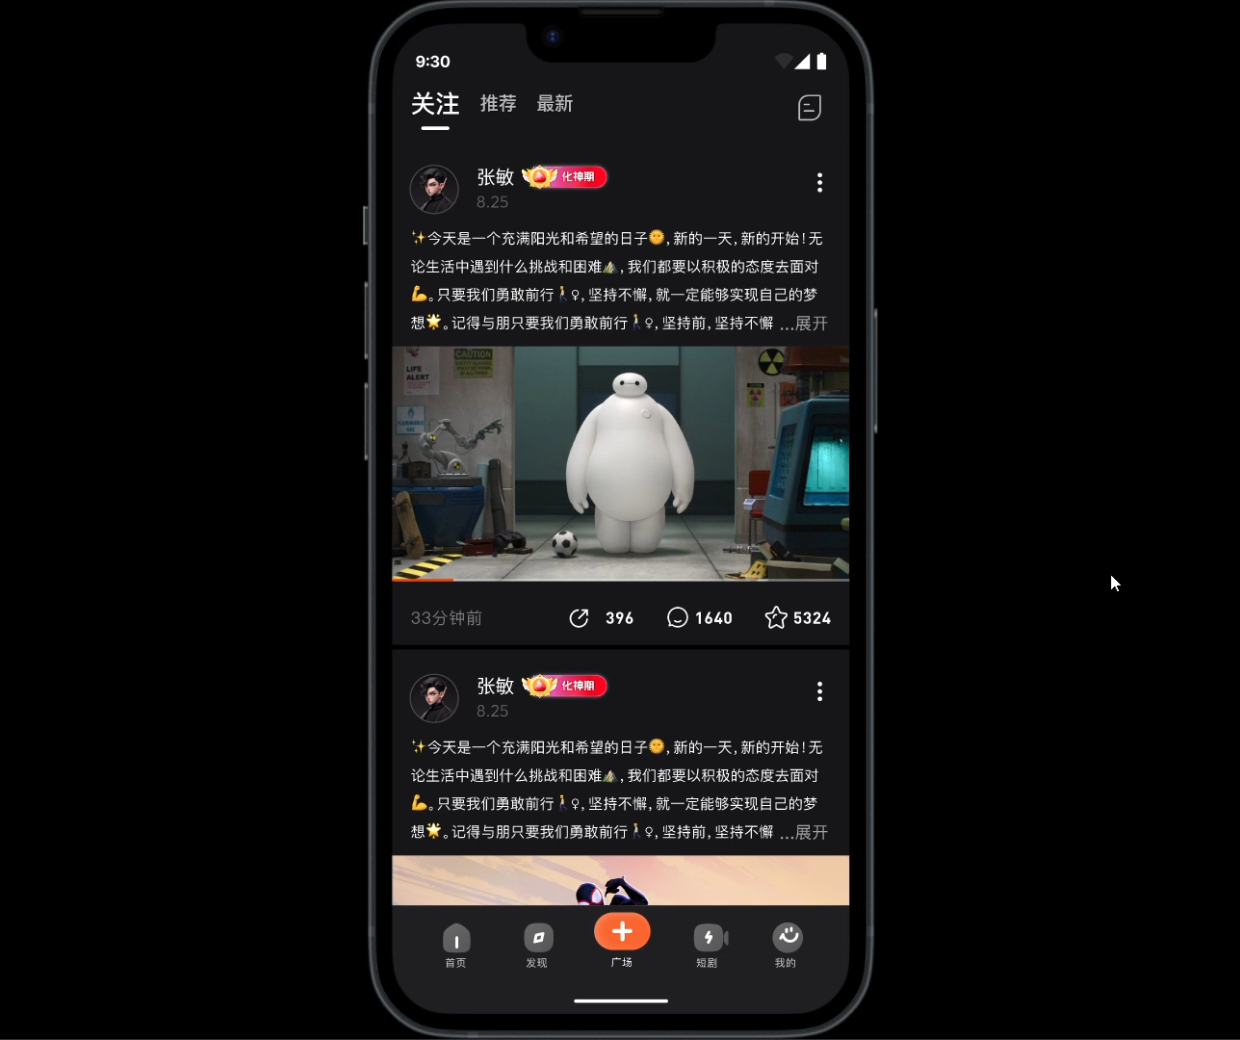 9:30
关注 推荐 最新
张敏 化神期
8.25
✨今天是一个充满阳光和希望的日子🌞,新的一天,新的开始!无
论生活中遇到什么挑战和困难⛰️,我们都要以积极的态度去面对
💪。只要我们勇敢前行🚶♀,坚持不懈,就一定能够实现自己的梦
想🌟。记得与朋只要我们勇敢前行🚶♀,坚持前,坚持不懈 ...展开
LIFE
ALERT
CAUTION
33分钟前 396 1640 5324
张敏 化神期
8.25
✨今天是一个充满阳光和希望的日子🌞,新的一天,新的开始!无
论生活中遇到什么挑战和困难⛰️,我们都要以积极的态度去面对
💪。只要我们勇敢前行🚶♀,坚持不懈,就一定能够实现自己的梦
想🌟。记得与朋只要我们勇敢前行🚶♀,坚持前,坚持不懈 ...展开
首页 发现 广场 短剧 我的